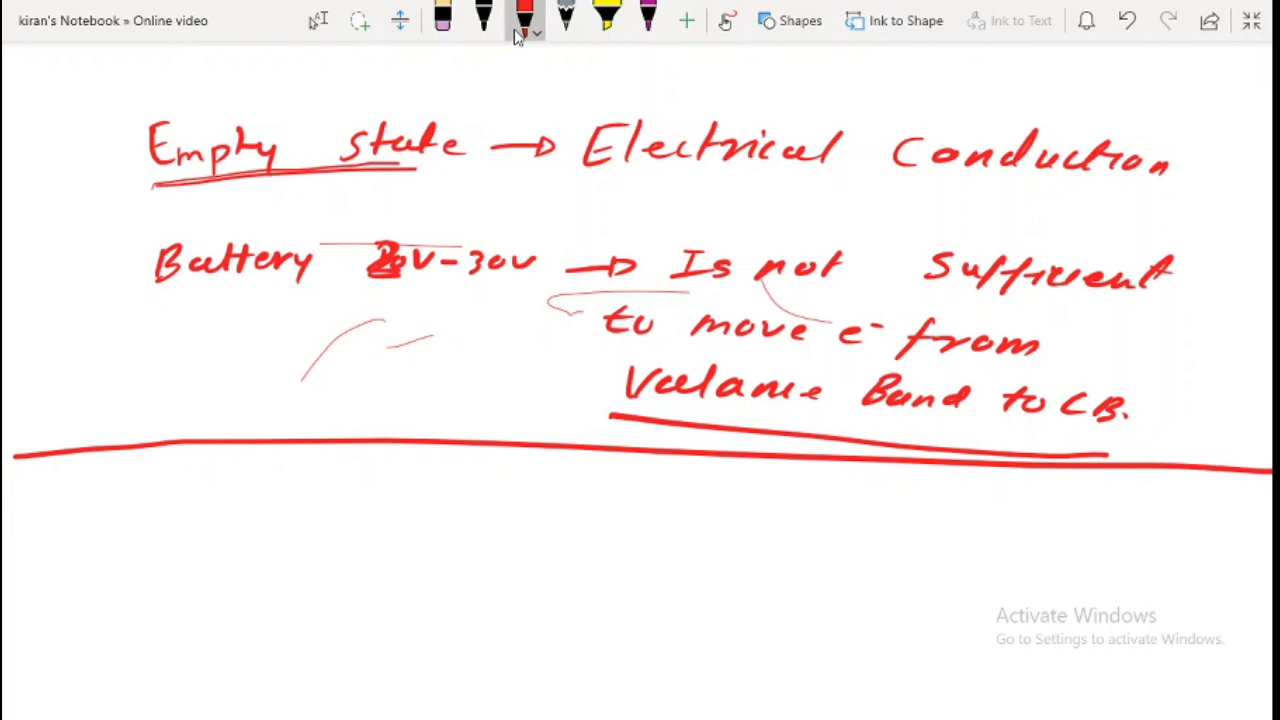 kiran's Notebook » Online video
Shapes
Ink to Shape
Ink to Text
Empty state → Electrical Conduction
Battery 20V-30V → Is not Sufficient
to move e⁻ from
Valance Band to CB.
Activate Windows
Go to Settings to activate Windows.